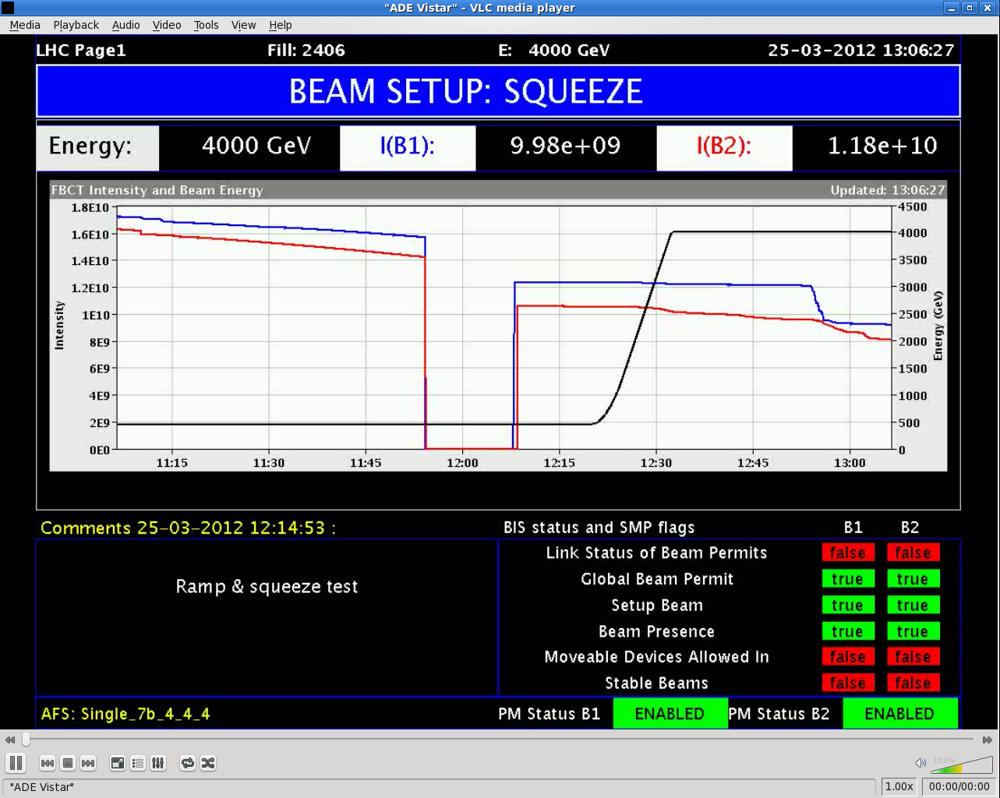 "ADE Vistar" - VLC media player
Media Playback Audio Video Tools View Help
LHC Page1 Fill: 2406 E: 4000 GeV 25-03-2012 13:06:27
BEAM SETUP: SQUEEZE
Energy: 4000 GeV I(B1): 9.98e+09 I(B2): 1.18e+10
FBCT Intensity and Beam Energy Updated: 13:06:27
1.8E10 4500
1.6E10 4000
1.4E10 3500
1.2E10 3000
1E10 2500
8E9 2000
6E9 1500
4E9 1000
2E9 500
0E0 0
Intensity
Energy (GeV)
11:15 11:30 11:45 12:00 12:15 12:30 12:45 13:00
Comments 25-03-2012 12:14:53 :
Ramp & squeeze test
BIS status and SMP flags B1 B2
Link Status of Beam Permits false false
Global Beam Permit true true
Setup Beam true true
Beam Presence true true
Moveable Devices Allowed In false false
Stable Beams false false
AFS: Single_7b_4_4_4 PM Status B1 ENABLED PM Status B2 ENABLED
100%
"ADE Vistar" 1.00x 00:00/00:00